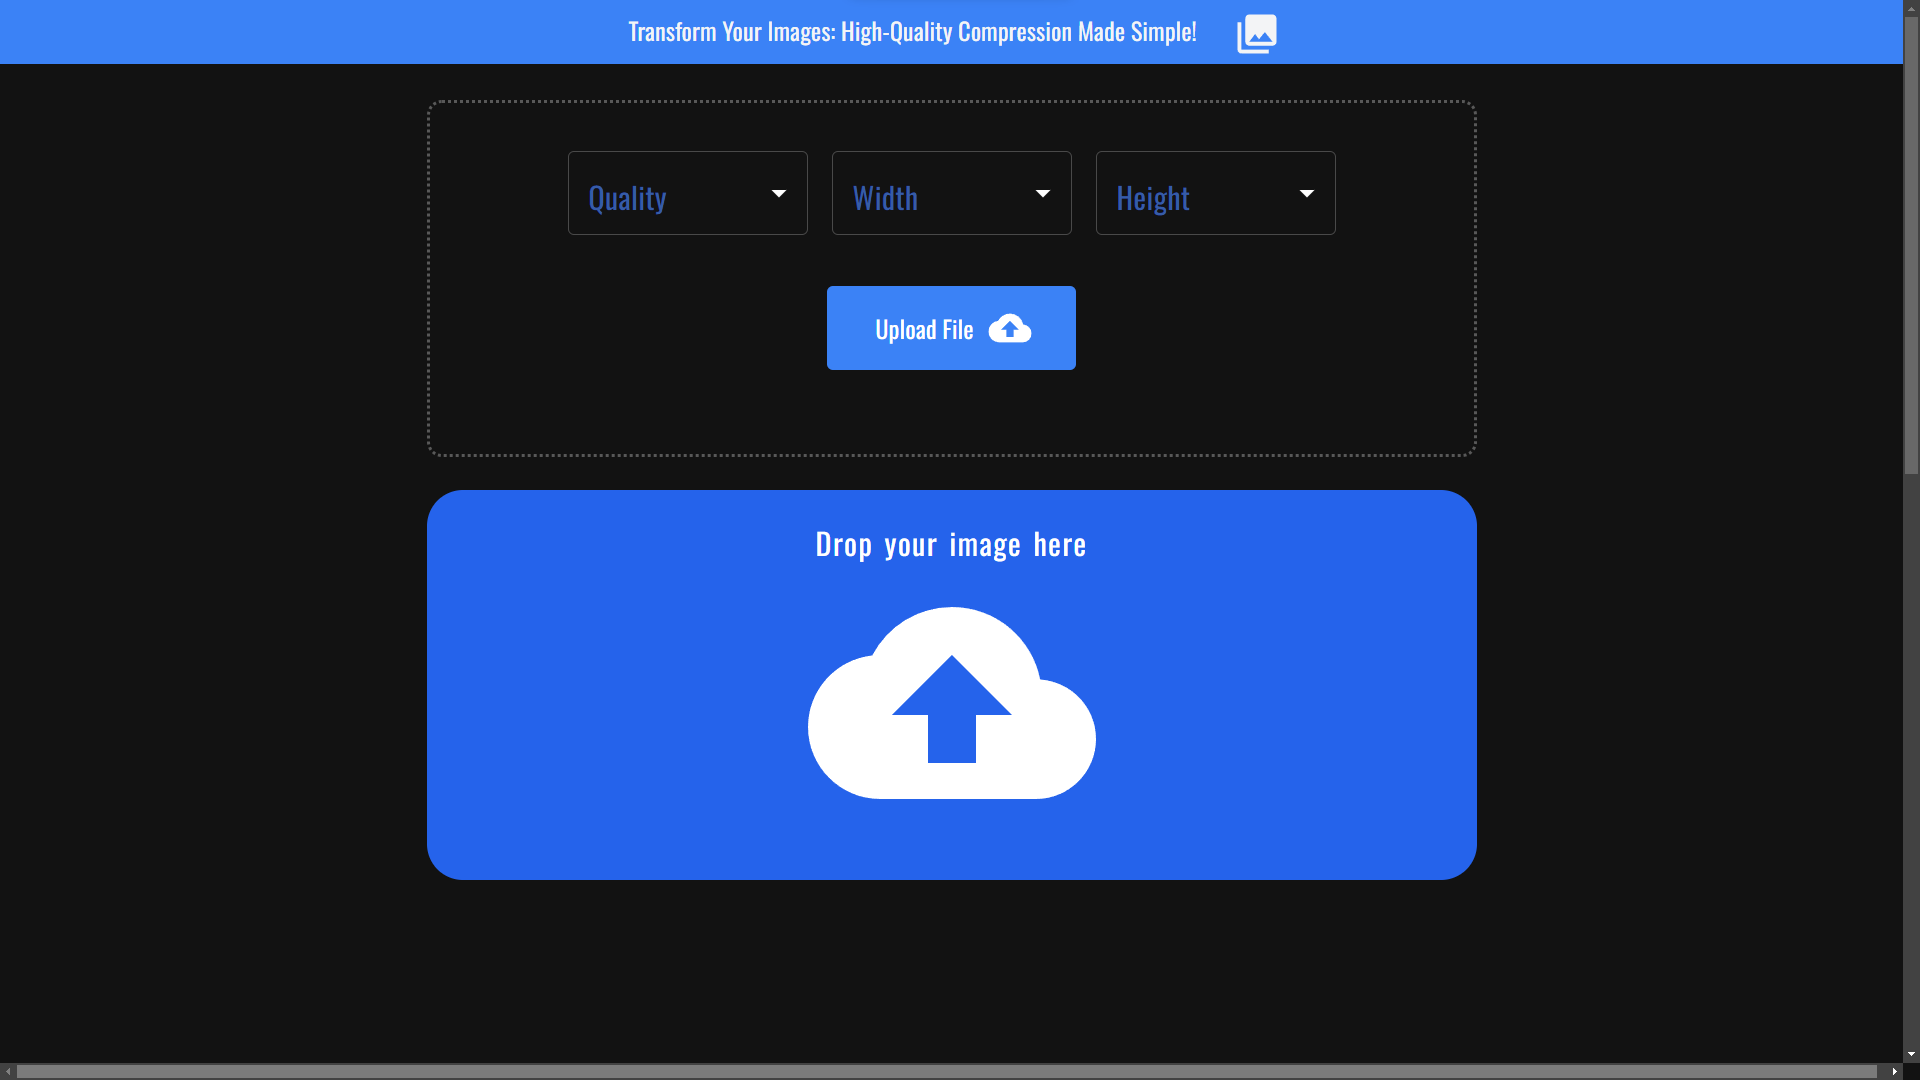 Transform Your Images: High-Quality Compression Made Simple!
Quality
Width
Height
Upload File
Drop your image here